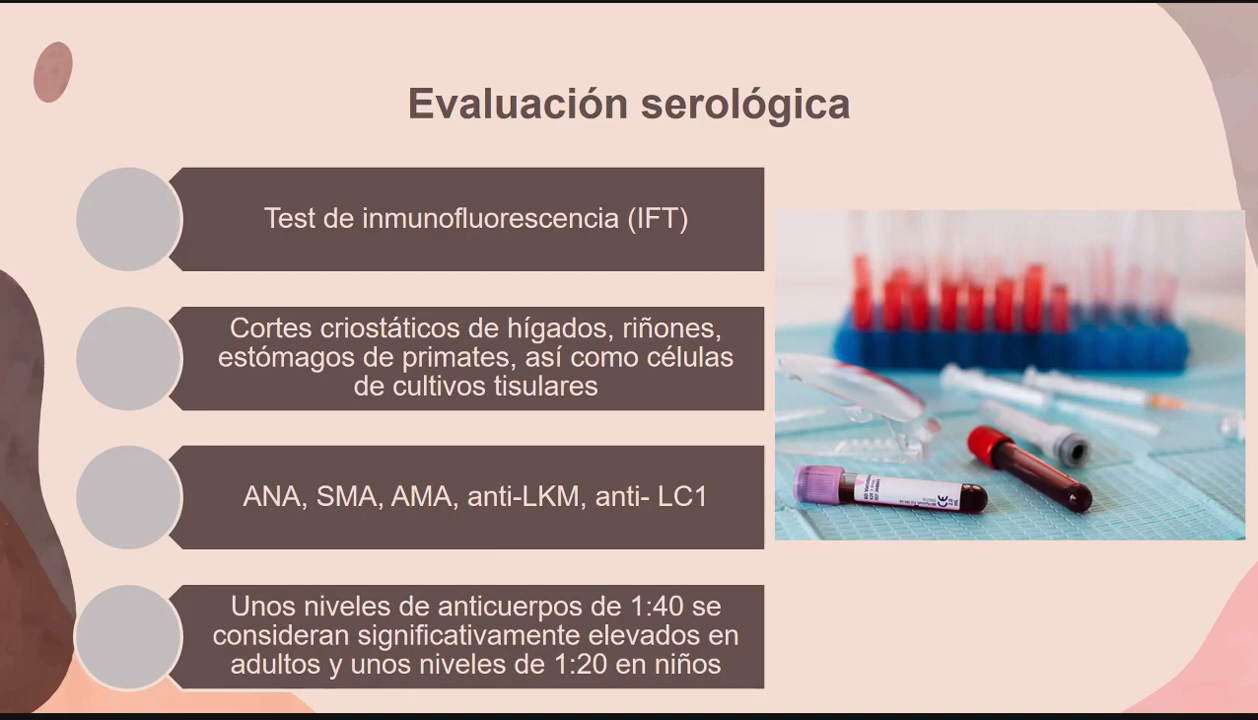 Evaluación serológica
Test de inmunofluorescencia (IFT)
Cortes criostáticos de hígados, riñones,
estómagos de primates, así como células
de cultivos tisulares
ANA, SMA, AMA, anti-LKM, anti- LC1
Unos niveles de anticuerpos de 1:40 se
consideran significativamente elevados en
adultos y unos niveles de 1:20 en niños